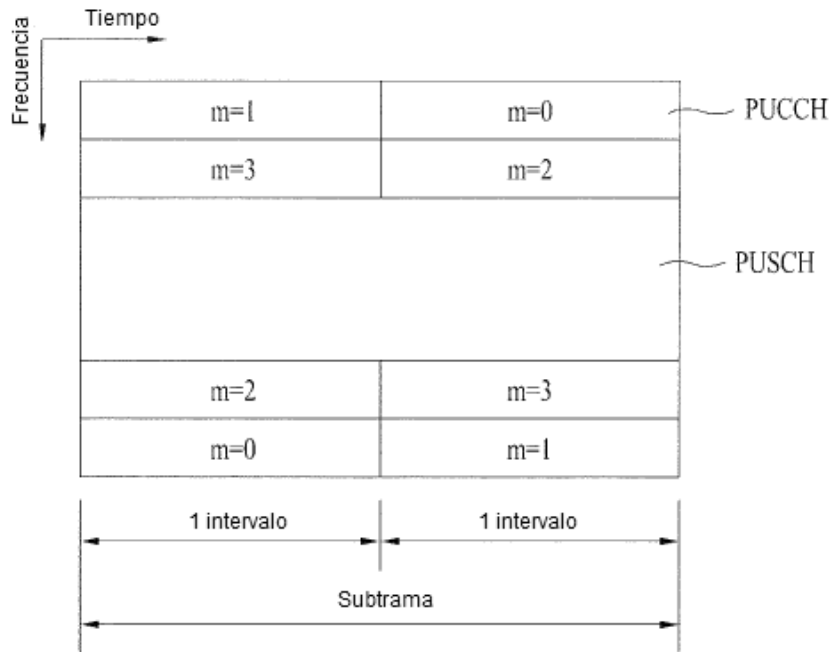 Tiempo
Frecuencia
m=1 m=0 PUCCH
m=3 m=2
PUSCH
m=2 m=3
m=0 m=1
1 intervalo 1 intervalo
Subtrama